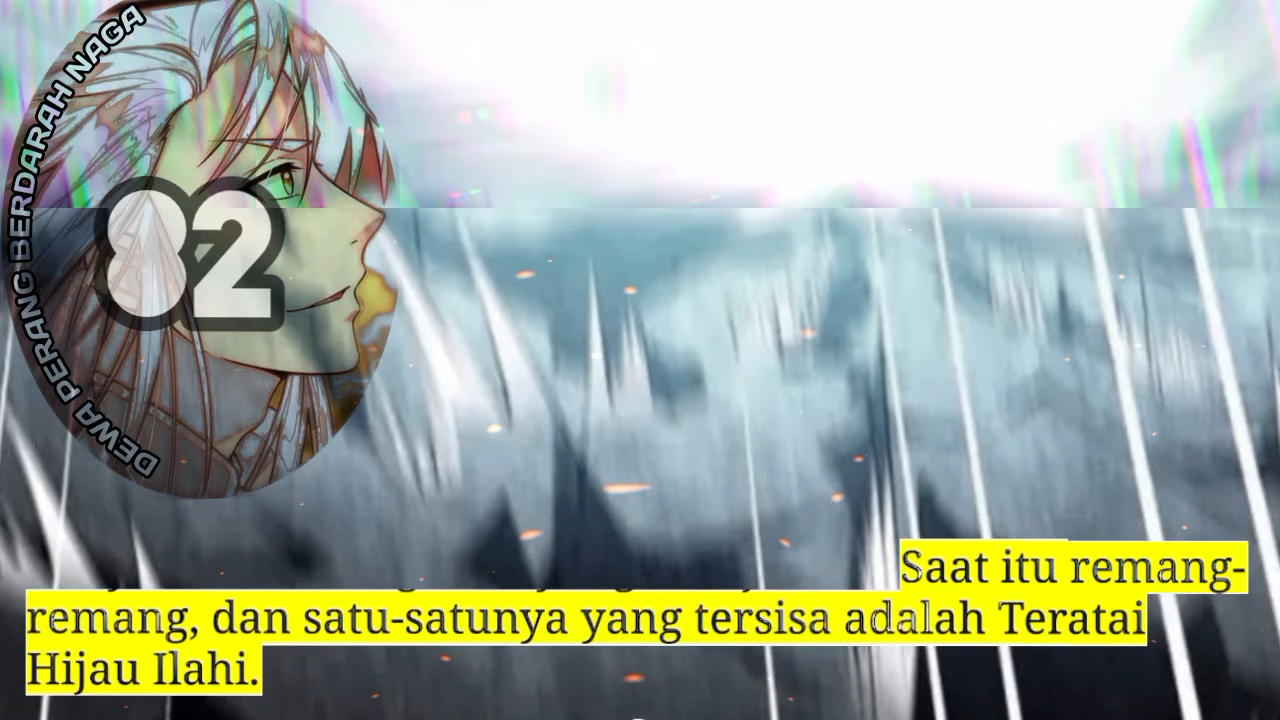 DEWA PERANG BERDARAH NAGA
82
Saat itu remang-
remang, dan satu-satunya yang tersisa adalah Teratai
Hijau Ilahi.